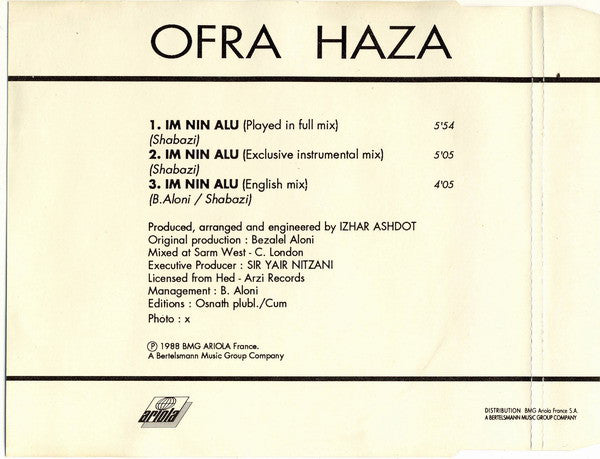 OFRA HAZA
1. IM NIN ALU (Played in full mix) 5'54
(Shabazi)
2. IM NIN ALU (Exclusive instrumental mix) 5'05
(Shabazi)
3. IM NIN ALU (English mix) 4'05
(B.Aloni / Shabazi)
Produced, arranged and engineered by IZHAR ASHDOT
Original production : Bezalel Aloni
Mixed at Sarm West - C. London
Executive Producer : SIR YAIR NITZANI
Licensed from Hed - Arzi Records
Management : B. Aloni
Editions : Osnath plubl./Cum
Photo : x
Ⓟ 1988 BMG ARIOLA France.
A Bertelsmann Music Group Company
ariola
DISTRIBUTION BMG Ariola France S.A.
A BERTELSMANN MUSIC GROUP COMPANY